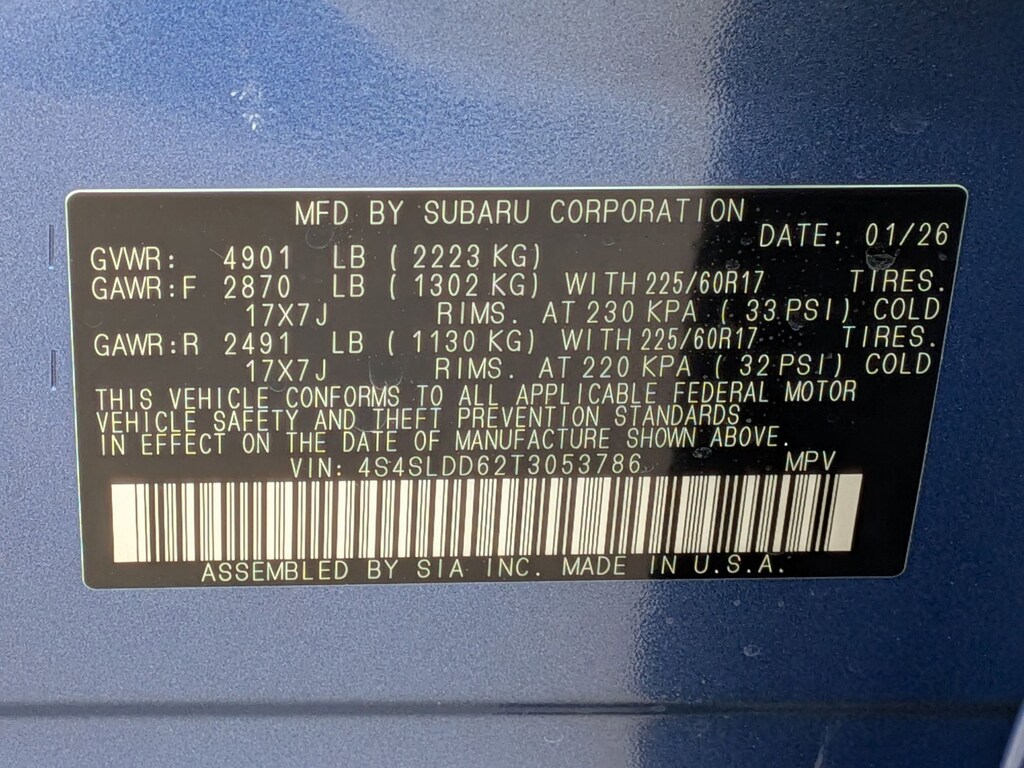 MFD BY SUBARU CORPORATION
DATE: 01/26
GVWR: 4901 LB (2223 KG)
GAWR:F 2870 LB (1302 KG) WITH 225/60R17 TIRES.
17X7J RIMS. AT 230 KPA (33 PSI) COLD
GAWR:R 2491 LB (1130 KG) WITH 225/60R17 TIRES.
17X7J RIMS. AT 220 KPA (32 PSI) COLD
THIS VEHICLE CONFORMS TO ALL APPLICABLE FEDERAL MOTOR
VEHICLE SAFETY AND THEFT PREVENTION STANDARDS
IN EFFECT ON THE DATE OF MANUFACTURE SHOWN ABOVE.
VIN: 4S4SLDD62T3053786 MPV
ASSEMBLED BY SIA INC. MADE IN U.S.A.